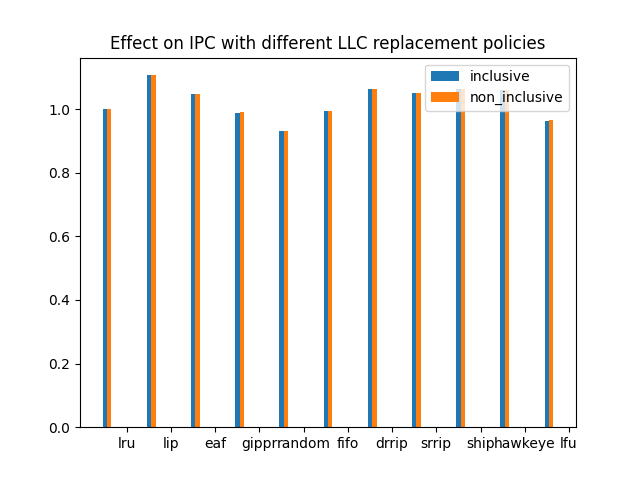 Effect on IPC with different LLC replacement policies
inclusive
non_inclusive
1.0
0.8
0.6
0.4
0.2
0.0
lru lip eaf gippr random fifo drrip srrip ship hawkeye lfu